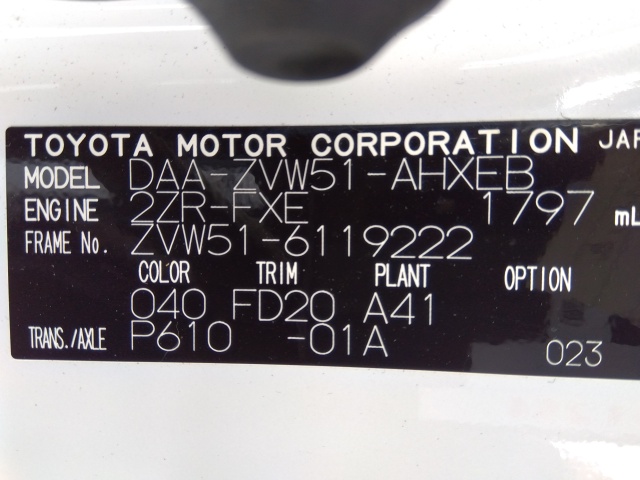 TOYOTA MOTOR CORPORATION JAP
MODEL DAA-ZVW51-AHXEB
ENGINE 2ZR-FXE 1797 mL
FRAME No. ZVW51-6119222
COLOR TRIM PLANT OPTION
040 FD20 A41
TRANS./AXLE P610 -01A 023